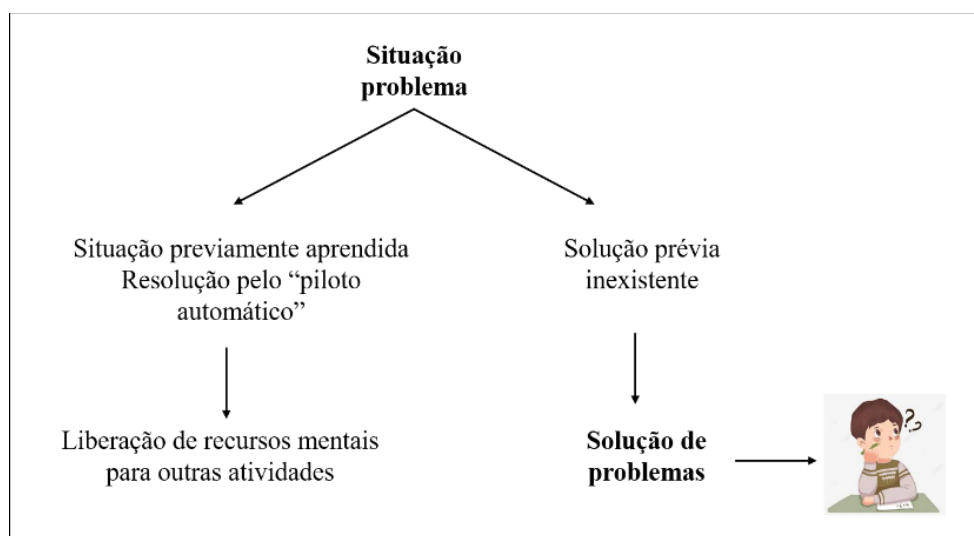 Situação
problema
Situação previamente aprendida
Resolução pelo “piloto
automático”
Solução prévia
inexistente
Liberação de recursos mentais
para outras atividades
Solução de
problemas